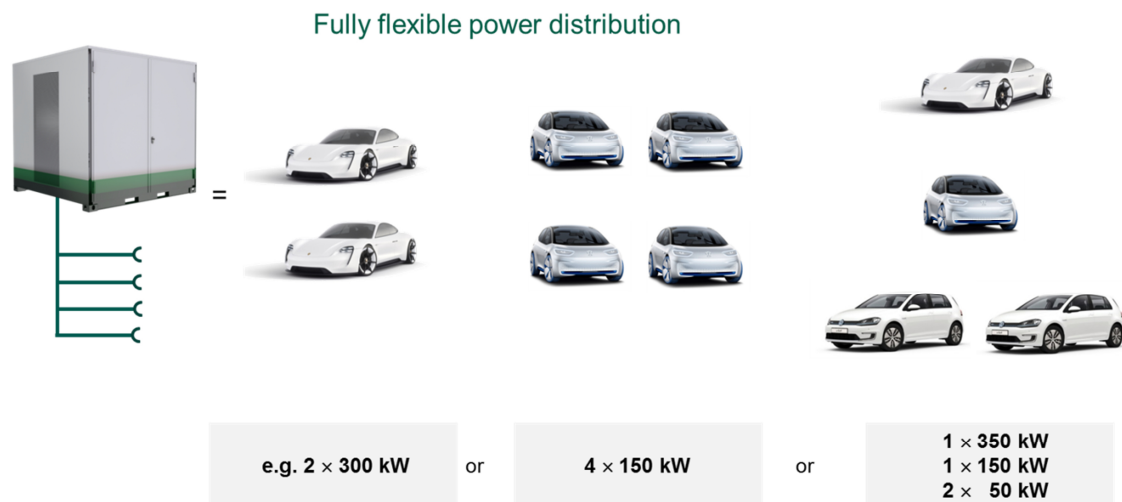 Fully flexible power distribution
=
e.g. 2 × 300 kW
or
4 × 150 kW
or
1 × 350 kW
1 × 150 kW
2 × 50 kW